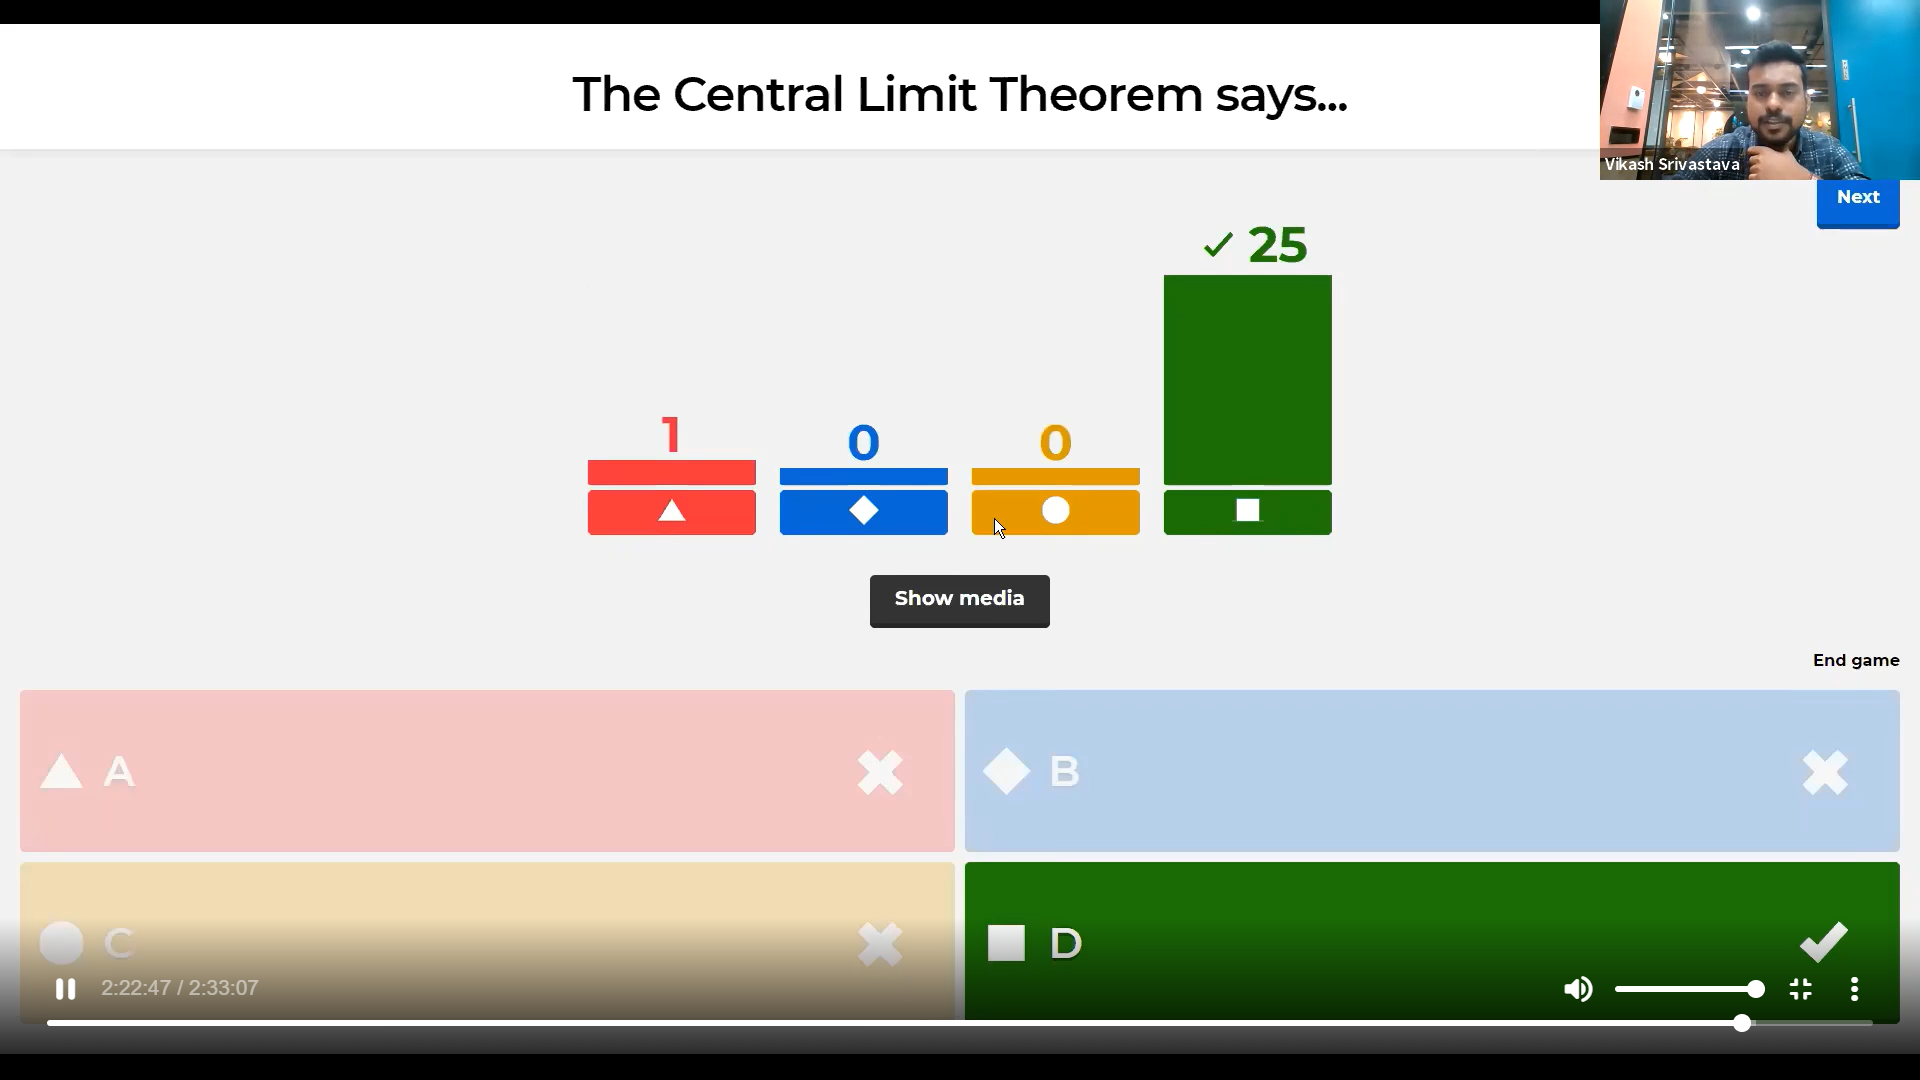 The Central Limit Theorem says...
Vikash Srivastava
Next
25
1
0
0
Show media
End game
A
B
C
D
2:22:47 / 2:33:07